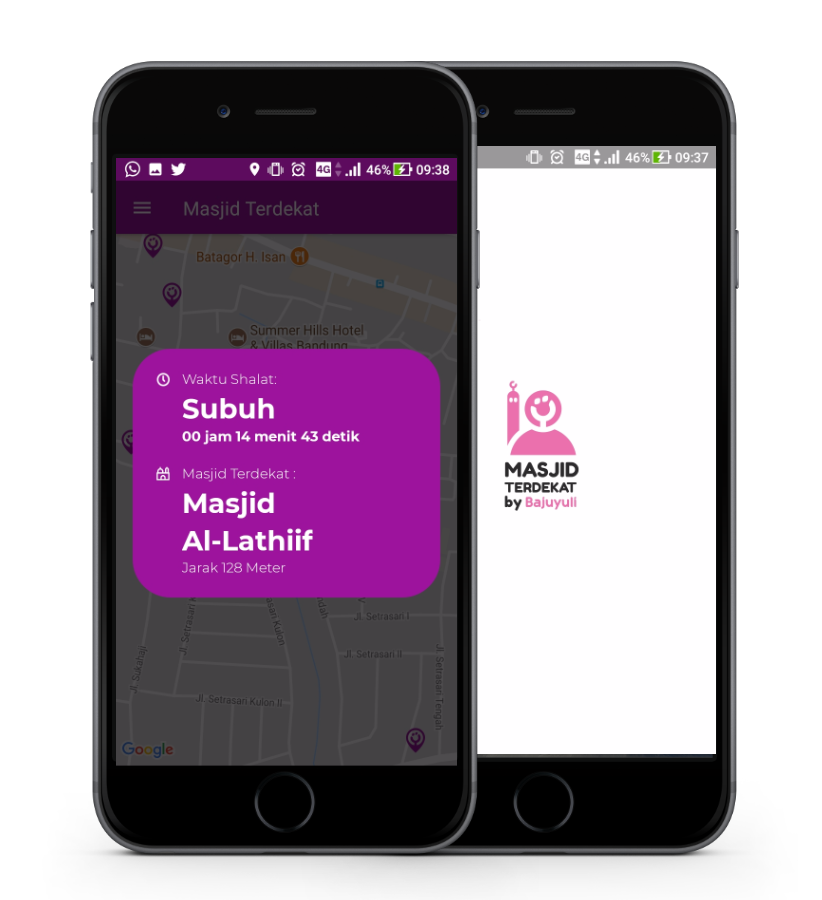 4G 46% 09:38
Masjid Terdekat
Batagor H. Isan
Summer Hills Hotel
& Villas Bandung
Waktu Shalat:
Subuh
00 jam 14 menit 43 detik
Masjid Terdekat :
Masjid
Al-Lathiif
Jarak 128 Meter
Jl. Setrasari I
Jl. Setrasari II
Jl. Sukahaji
Jl. Setrasari Kulon Ii
Jl. Setrasari Tengah
Google
4G 46% 09:37
MASJID
TERDEKAT
by Bajuyuli